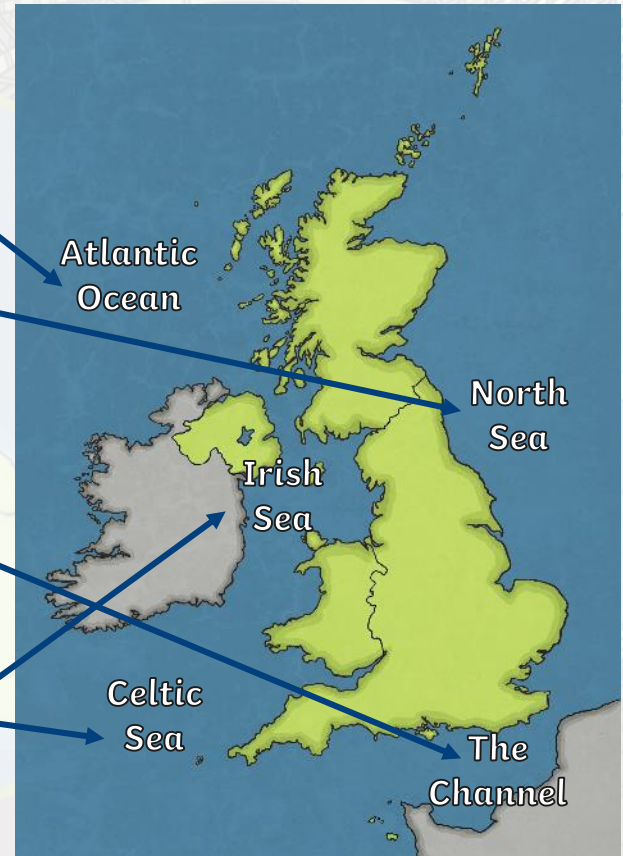 Atlantic
Ocean
North
Sea
Irish
Sea
Celtic
Sea
The
Channel